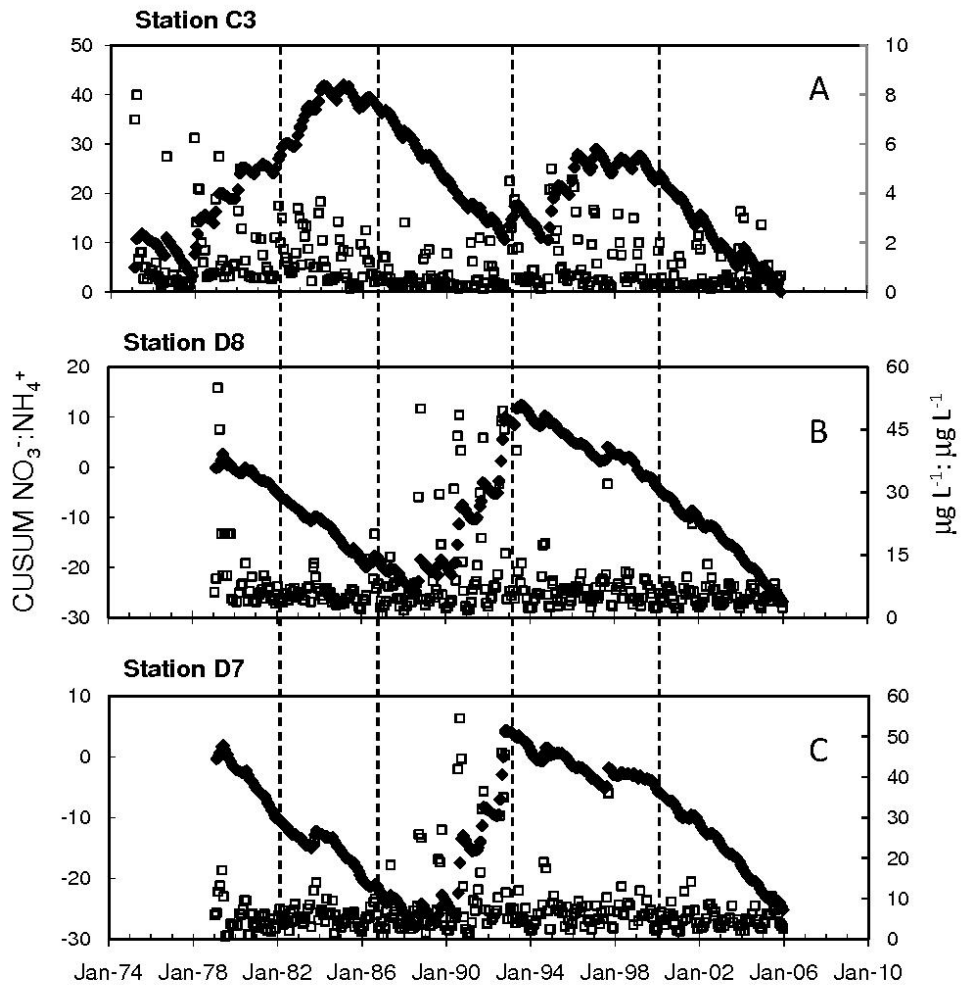 Station C3
50 10
A
40 8
30 6
20 4
10 2
0 0
Station D8
20 60
B
10 45
0
-10 30
-20 15
-30 0
CUSUM NO₃⁻:NH₄⁺
µg L⁻¹: µg L⁻¹
Station D7
10 60
C
0 50
40
-10 30
-20 20
10
-30 0
Jan-74 Jan-78 Jan-82 Jan-86 Jan-90 Jan-94 Jan-98 Jan-02 Jan-06 Jan-10